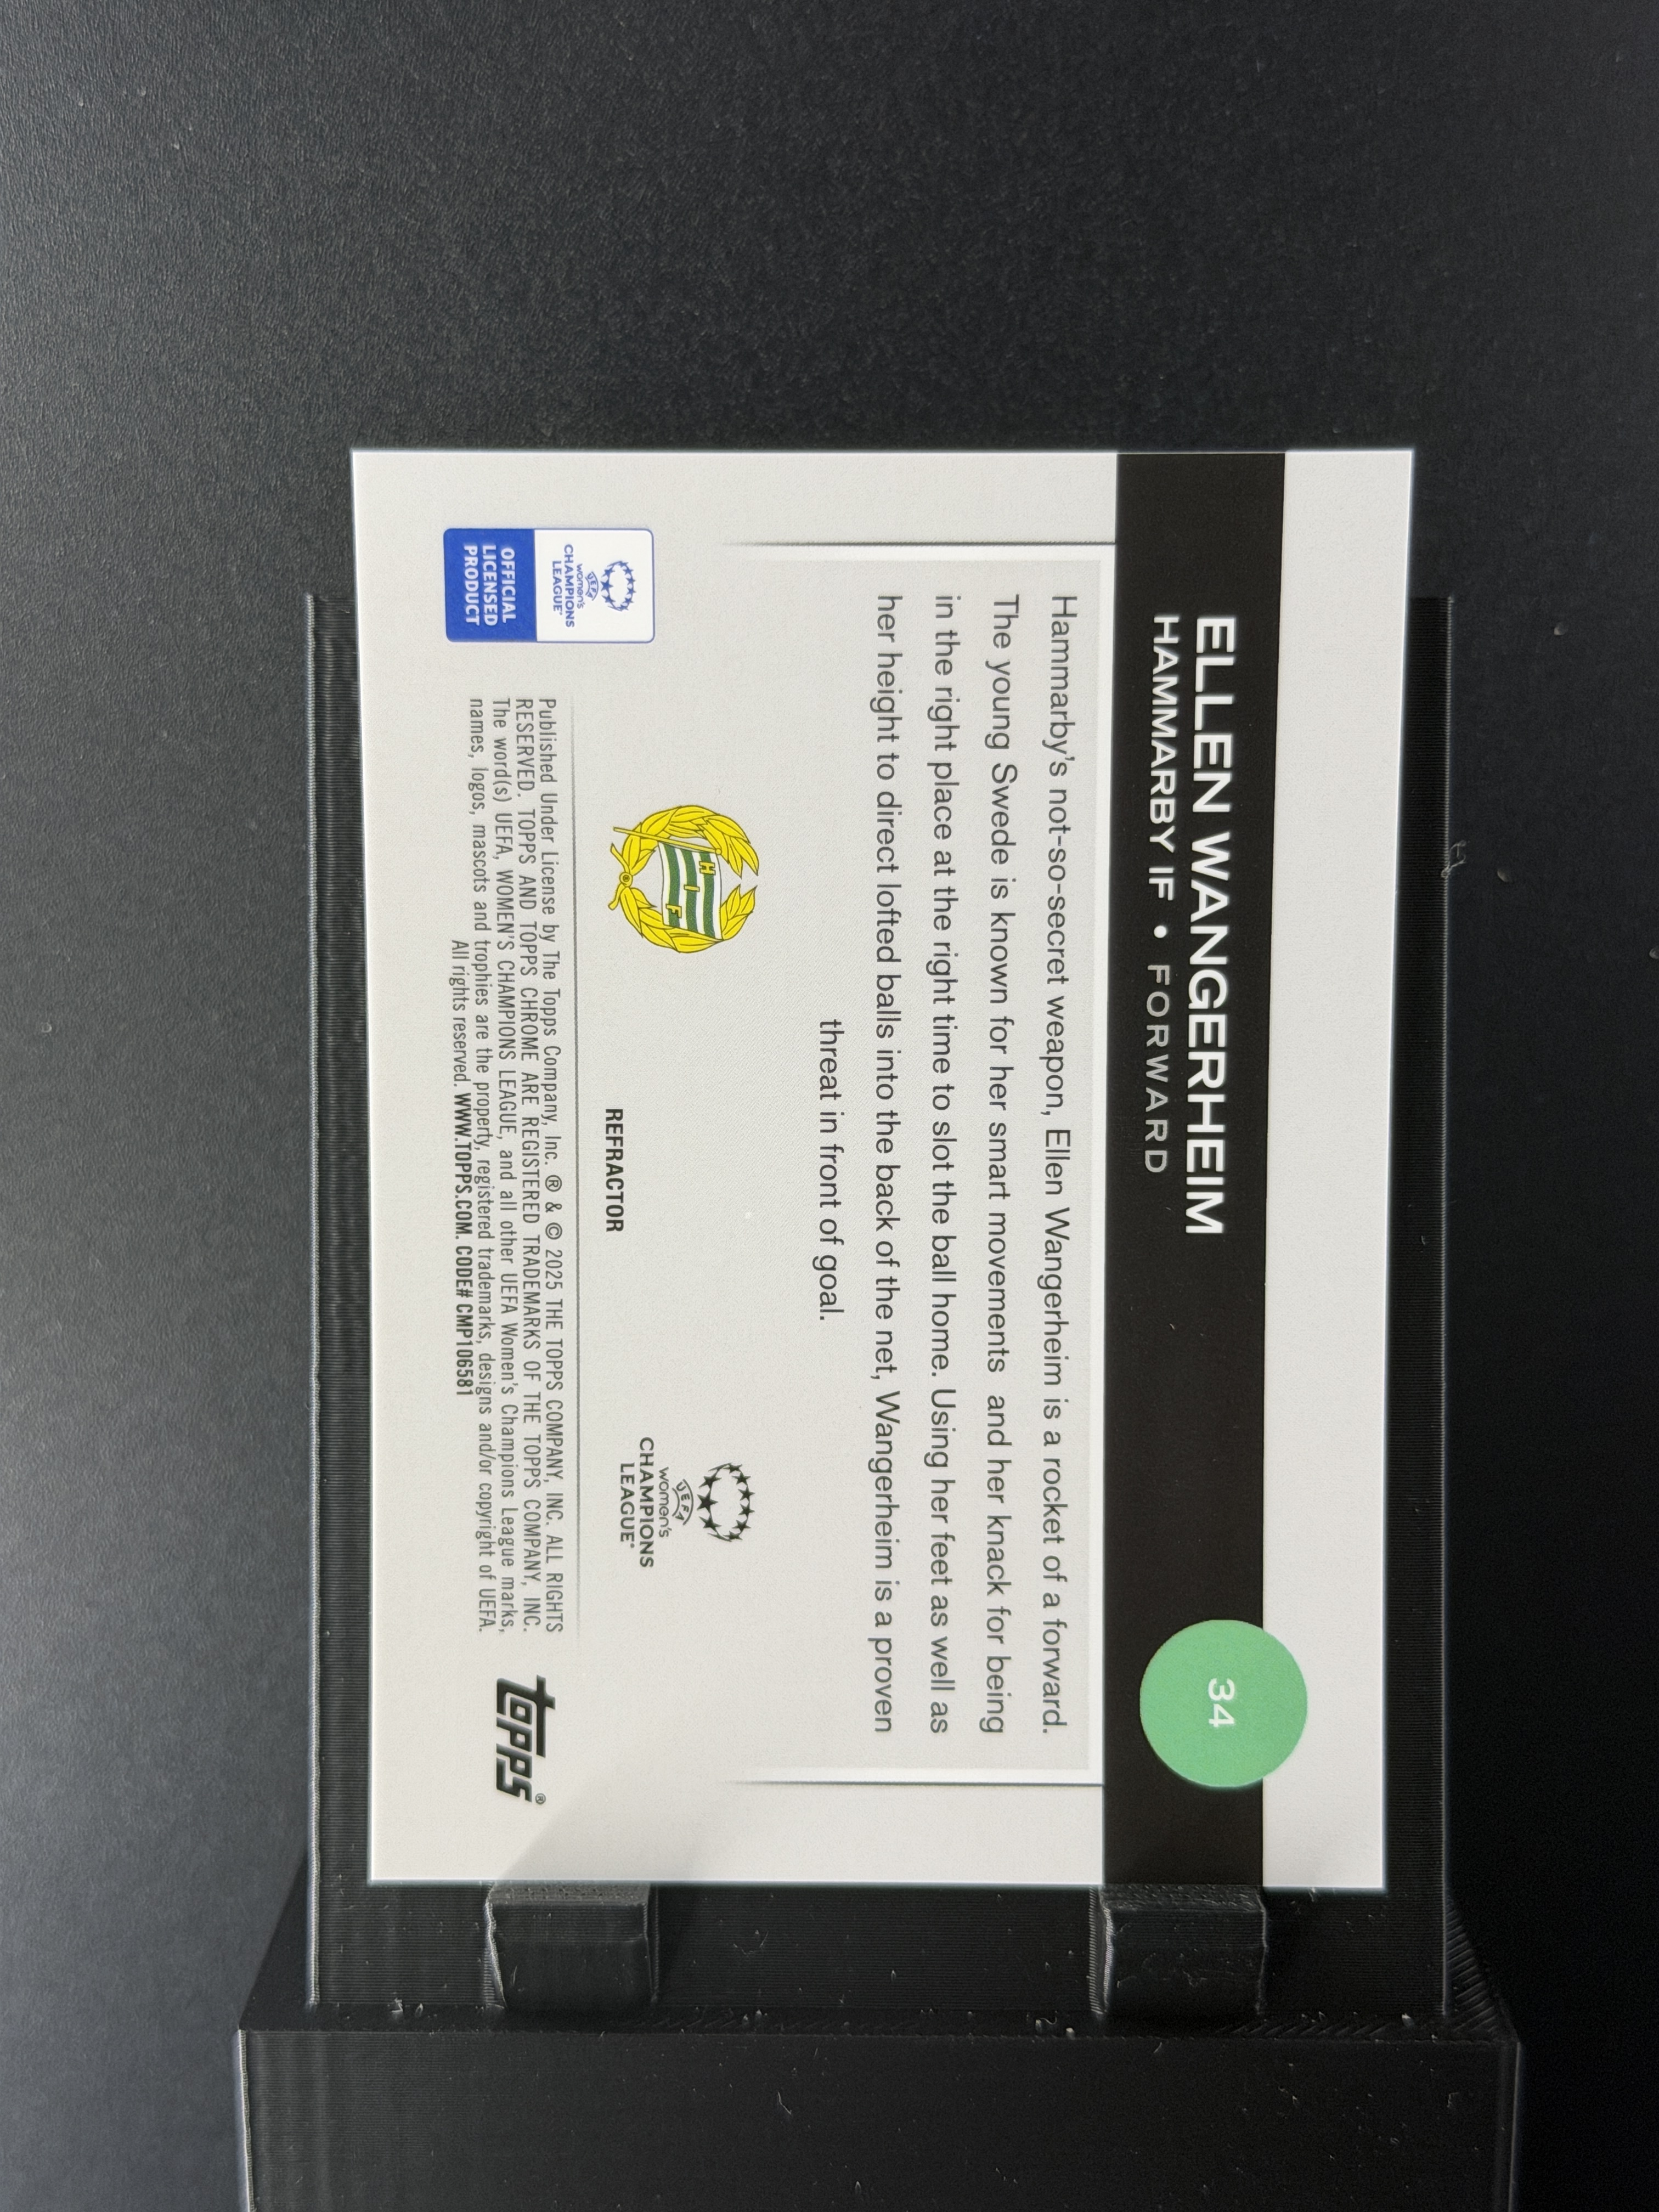 34
ELLEN WANGERHEIM
HAMMARBY IF • FORWARD
Hammarby's not-so-secret weapon, Ellen Wangerheim is a rocket of a forward.
The young Swede is known for her smart movements and her knack for being
in the right place at the right time to slot the ball home. Using her feet as well as
her height to direct lofted balls into the back of the net, Wangerheim is a proven
threat in front of goal.
HIF
®
REFRACTOR
UEFA
women's
CHAMPIONS
LEAGUE®
UEFA
women's
CHAMPIONS
LEAGUE®
OFFICIAL
LICENSED
PRODUCT
Published Under License by The Topps Company, Inc. ® & © 2025 THE TOPPS COMPANY, INC. ALL RIGHTS
RESERVED. TOPPS AND TOPPS CHROME ARE REGISTERED TRADEMARKS OF THE TOPPS COMPANY, INC.
The word(s) UEFA, WOMEN'S CHAMPIONS LEAGUE, and all other UEFA Women's Champions League marks,
names, logos, mascots and trophies are the property, registered trademarks, designs and/or copyright of UEFA.
All rights reserved. WWW.TOPPS.COM. CODE# CMP106581
topps®